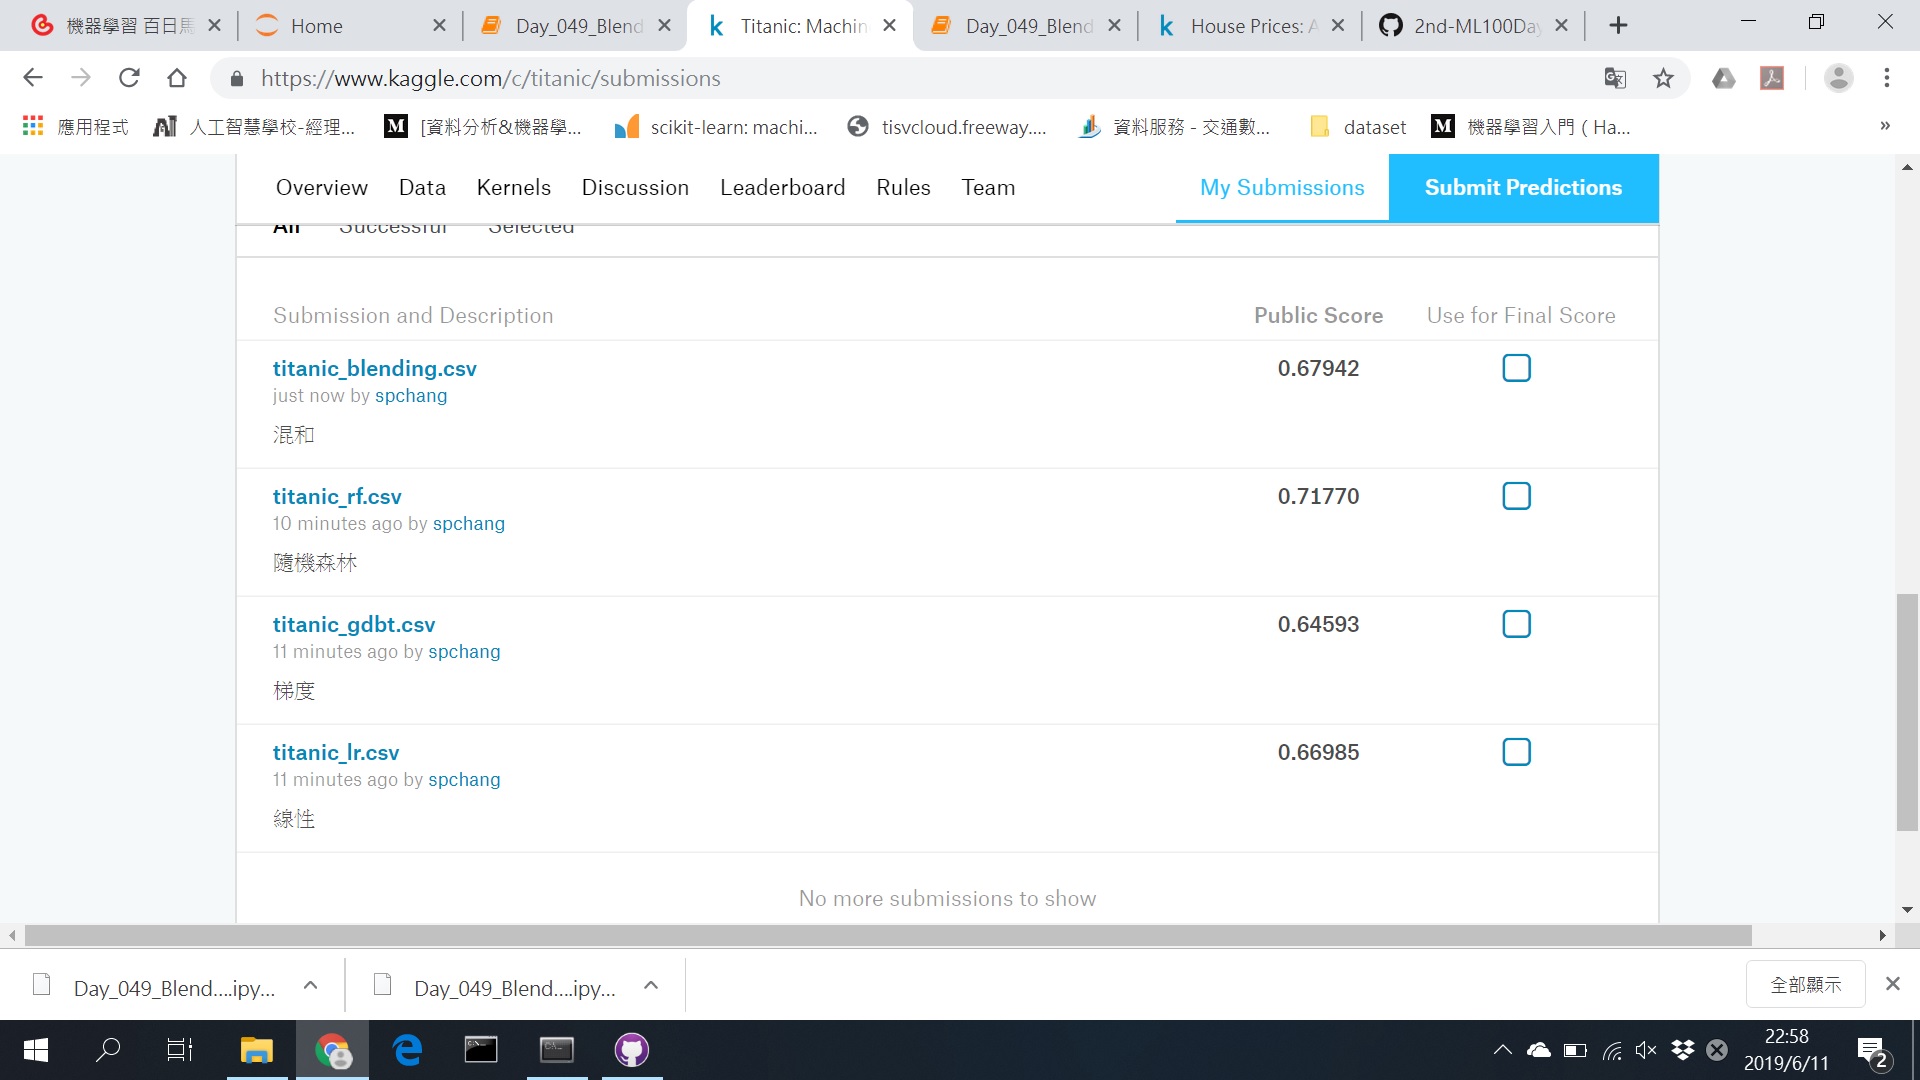 機器學習 百日馬
Home
Day_049_Blend
Titanic: Machin
Day_049_Blend
House Prices: A
2nd-ML100Day
https://www.kaggle.com/c/titanic/submissions
應用程式
人工智慧學校-經理...
[資料分析&機器學...
scikit-learn: machi...
tisvcloud.freeway....
資料服務 - 交通數...
dataset
機器學習入門 ( Ha...
»
Overview
Data
Kernels
Discussion
Leaderboard
Rules
Team
My Submissions
Submit Predictions
All
Successful
Selected
Submission and Description
Public Score
Use for Final Score
titanic_blending.csv
0.67942
just now by spchang
混和
titanic_rf.csv
0.71770
10 minutes ago by spchang
隨機森林
titanic_gdbt.csv
0.64593
11 minutes ago by spchang
梯度
titanic_lr.csv
0.66985
11 minutes ago by spchang
線性
No more submissions to show
Day_049_Blend....ipy...
Day_049_Blend....ipy...
全部顯示
22:58
2019/6/11
2